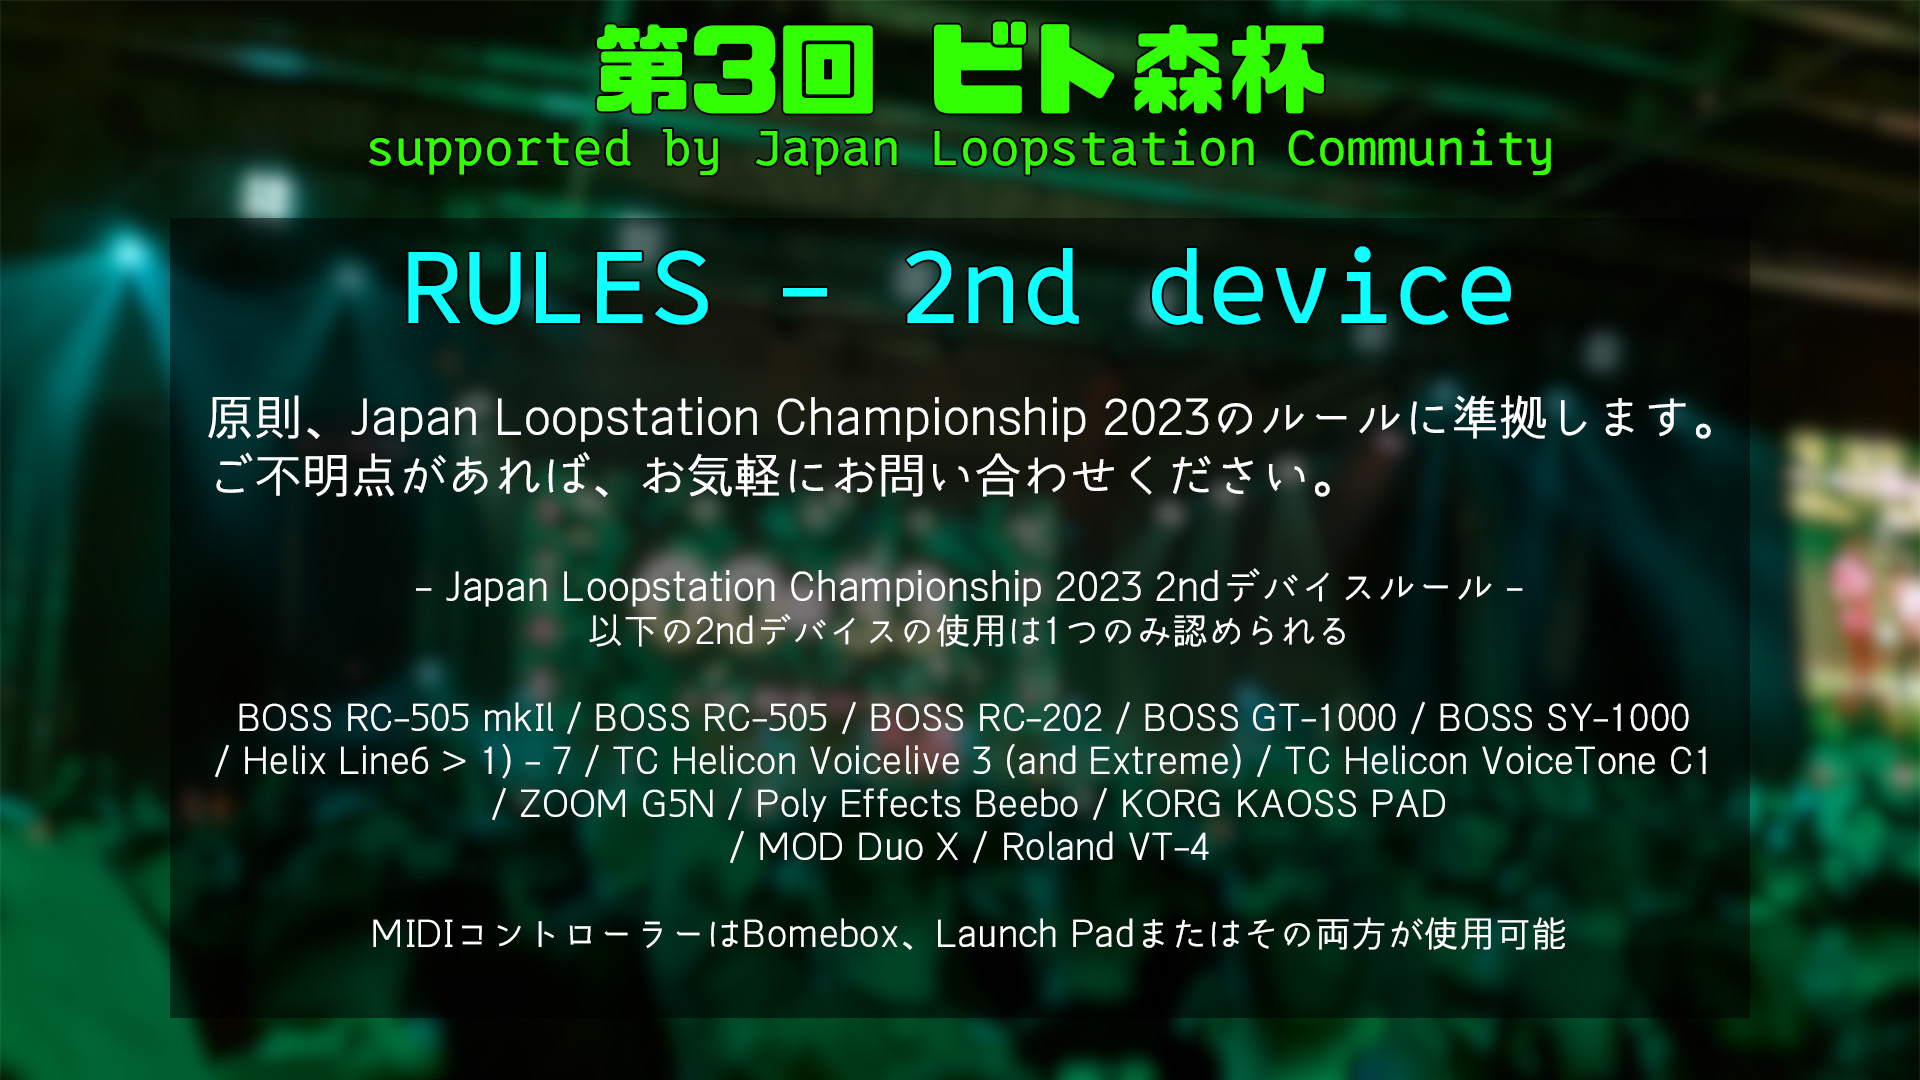 第3回 ビト森杯
supported by Japan Loopstation Community
RULES - 2nd device
原則、Japan Loopstation Championship 2023のルールに準拠します。
ご不明点があれば、お気軽にお問い合わせください。
- Japan Loopstation Championship 2023 2ndデバイスルール -
以下の2ndデバイスの使用は1つのみ認められる
BOSS RC-505 mkII / BOSS RC-505 / BOSS RC-202 / BOSS GT-1000 / BOSS SY-1000
/ Helix Line6 > 1) - 7 / TC Helicon Voicelive 3 (and Extreme) / TC Helicon VoiceTone C1
/ ZOOM G5N / Poly Effects Beebo / KORG KAOSS PAD
/ MOD Duo X / Roland VT-4
MIDIコントローラーはBomebox、Launch Padまたはその両方が使用可能